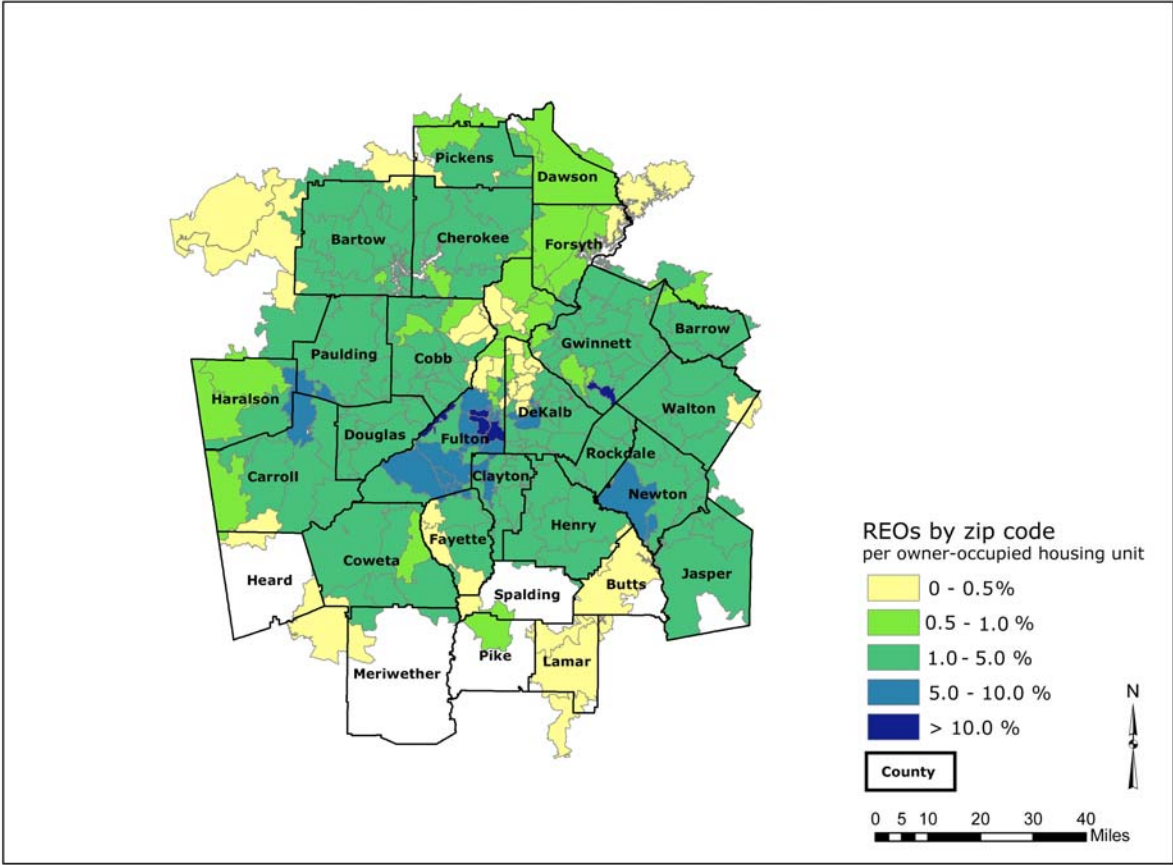 Pickens
Dawson
Bartow
Cherokee
Forsyth
Paulding
Cobb
Gwinnett
Barrow
Haralson
Douglas
Fulton
DeKalb
Walton
Carroll
Clayton
Rockdale
Newton
Henry
Coweta
Fayette
Heard
Spalding
Butts
Jasper
Meriwether
Pike
Lamar
REOs by zip code
per owner-occupied housing unit
0 - 0.5%
0.5 - 1.0 %
1.0 - 5.0 %
5.0 - 10.0 %
> 10.0 %
County
N
0 5 10 20 30 40
Miles